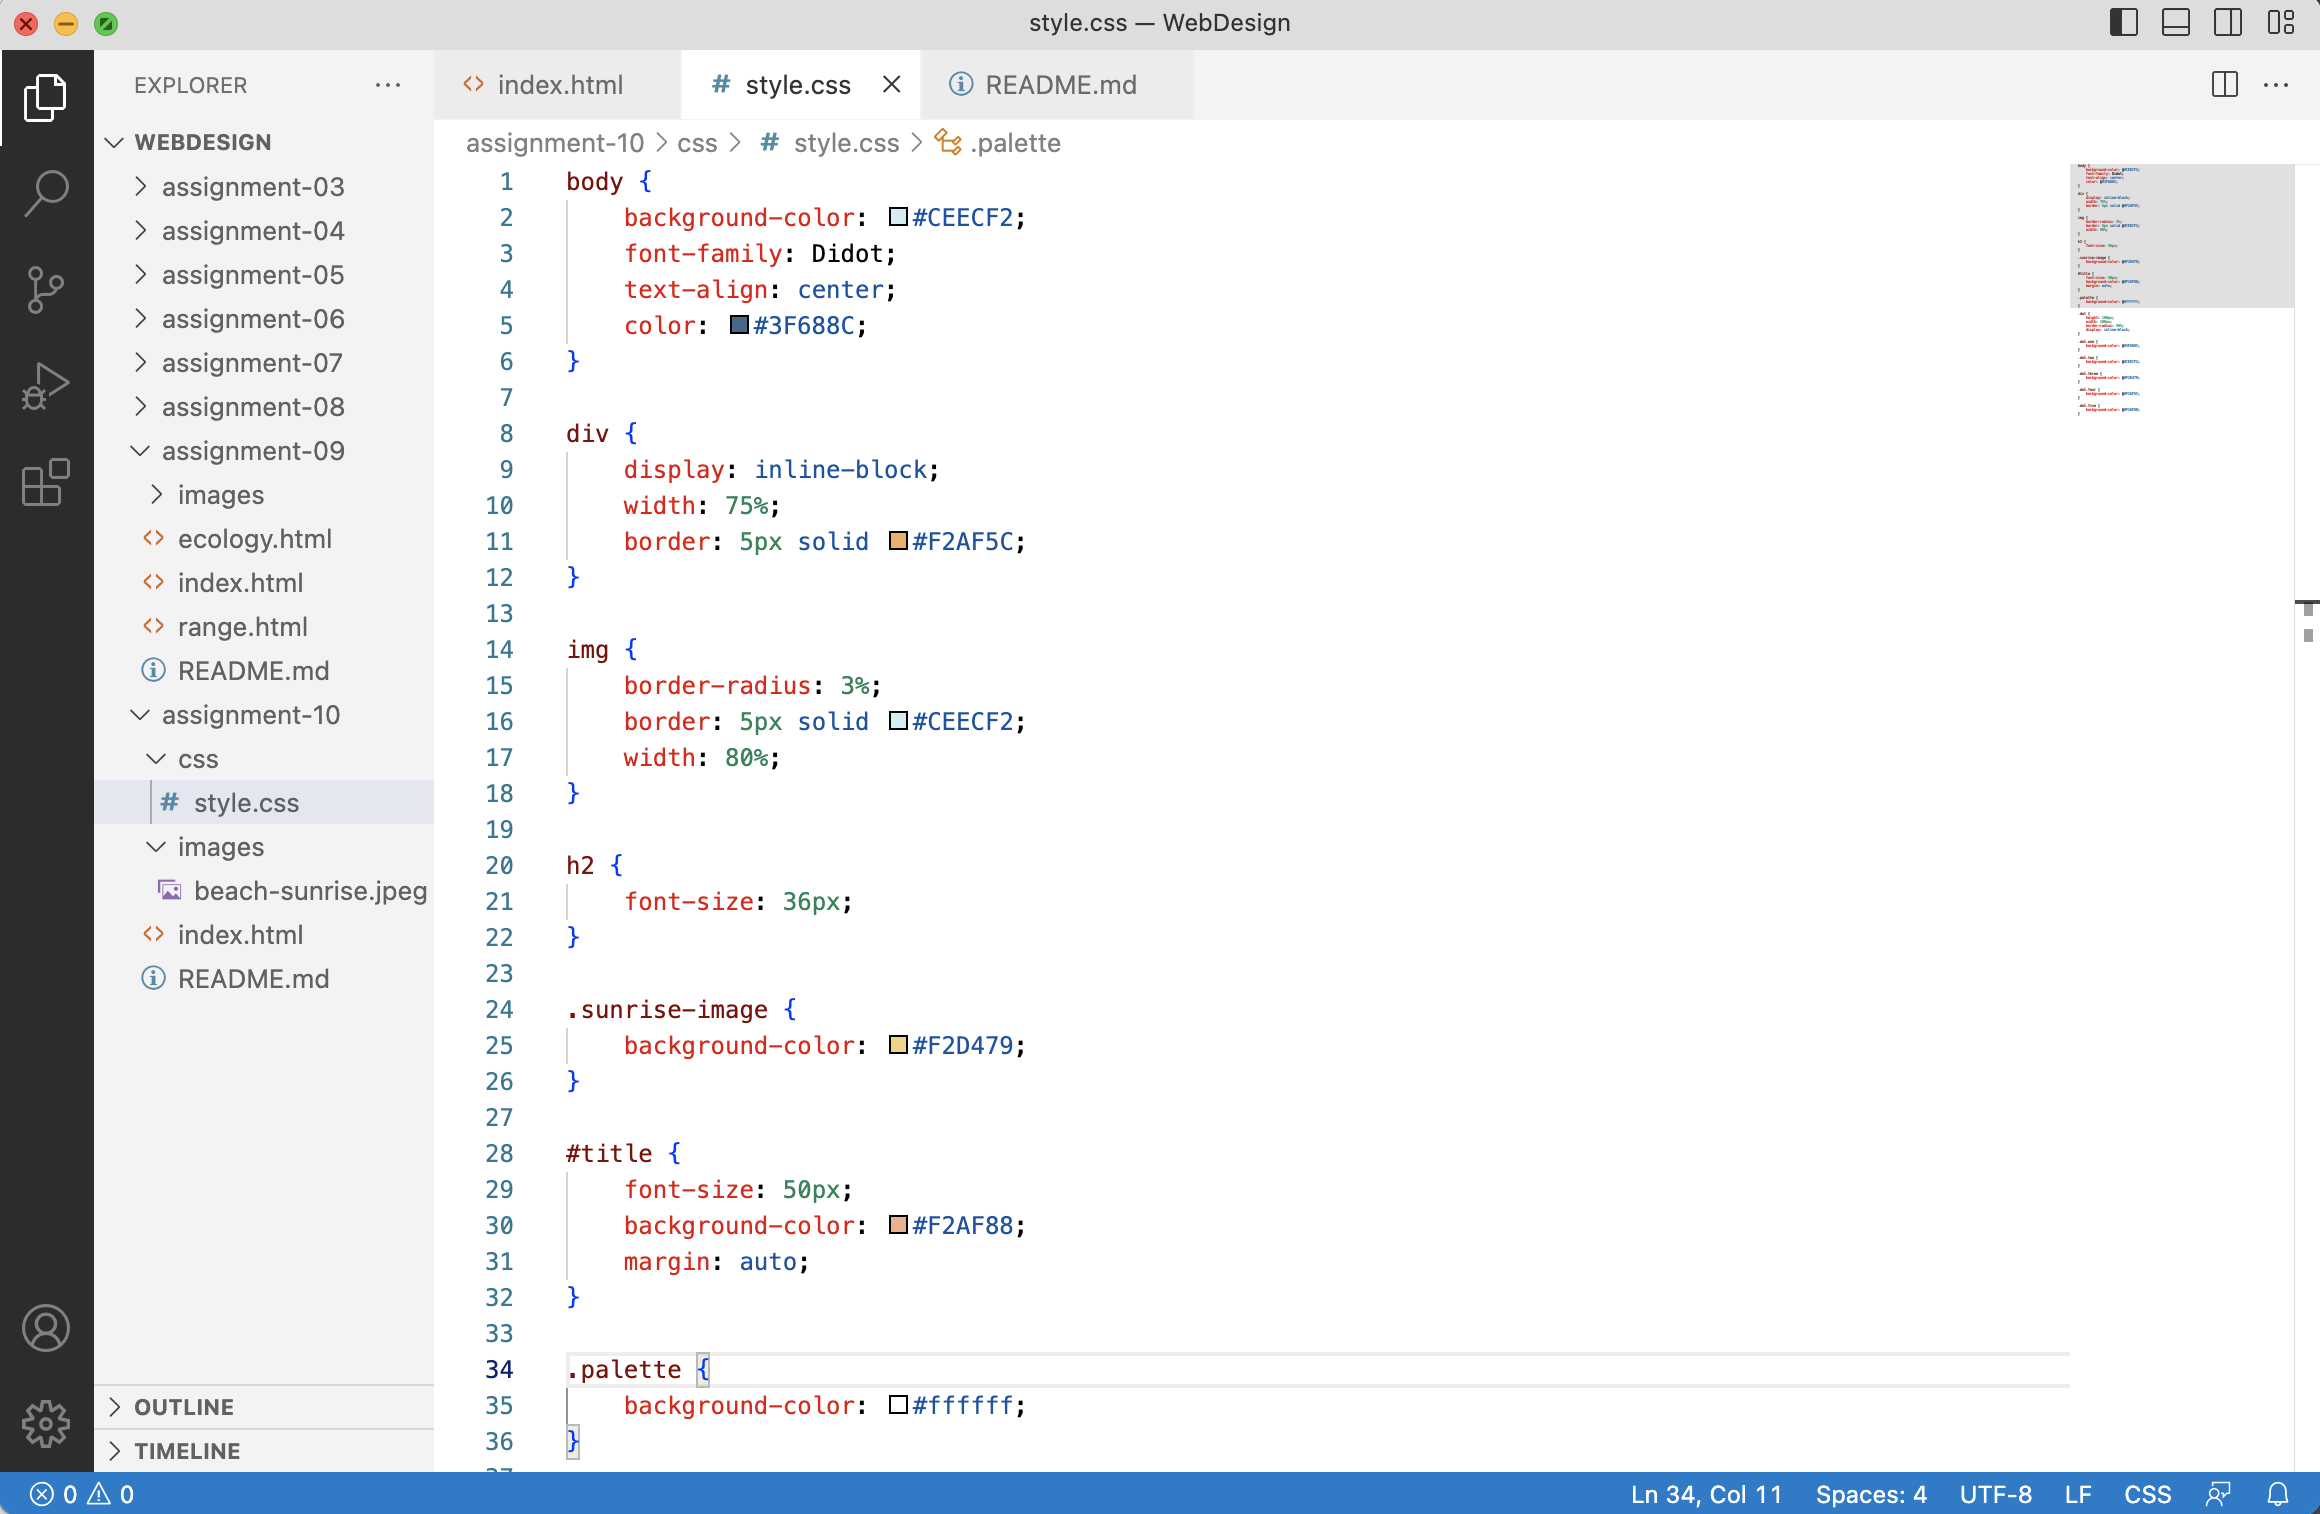 style.css — WebDesign
EXPLORER
WEBDESIGN
assignment-03
assignment-04
assignment-05
assignment-06
assignment-07
assignment-08
assignment-09
images
ecology.html
index.html
range.html
README.md
assignment-10
css
# style.css
images
beach-sunrise.jpeg
index.html
README.md
OUTLINE
TIMELINE
index.html
# style.css
README.md
assignment-10 > css > # style.css > .palette
1 body {
2 background-color: #CEECF2;
3 font-family: Didot;
4 text-align: center;
5 color: #3F688C;
6 }
7
8 div {
9 display: inline-block;
10 width: 75%;
11 border: 5px solid #F2AF5C;
12 }
13
14 img {
15 border-radius: 3%;
16 border: 5px solid #CEECF2;
17 width: 80%;
18 }
19
20 h2 {
21 font-size: 36px;
22 }
23
24 .sunrise-image {
25 background-color: #F2D479;
26 }
27
28 #title {
29 font-size: 50px;
30 background-color: #F2AF88;
31 margin: auto;
32 }
33
34 .palette {
35 background-color: #ffffff;
36 }
0 0
Ln 34, Col 11 Spaces: 4 UTF-8 LF CSS